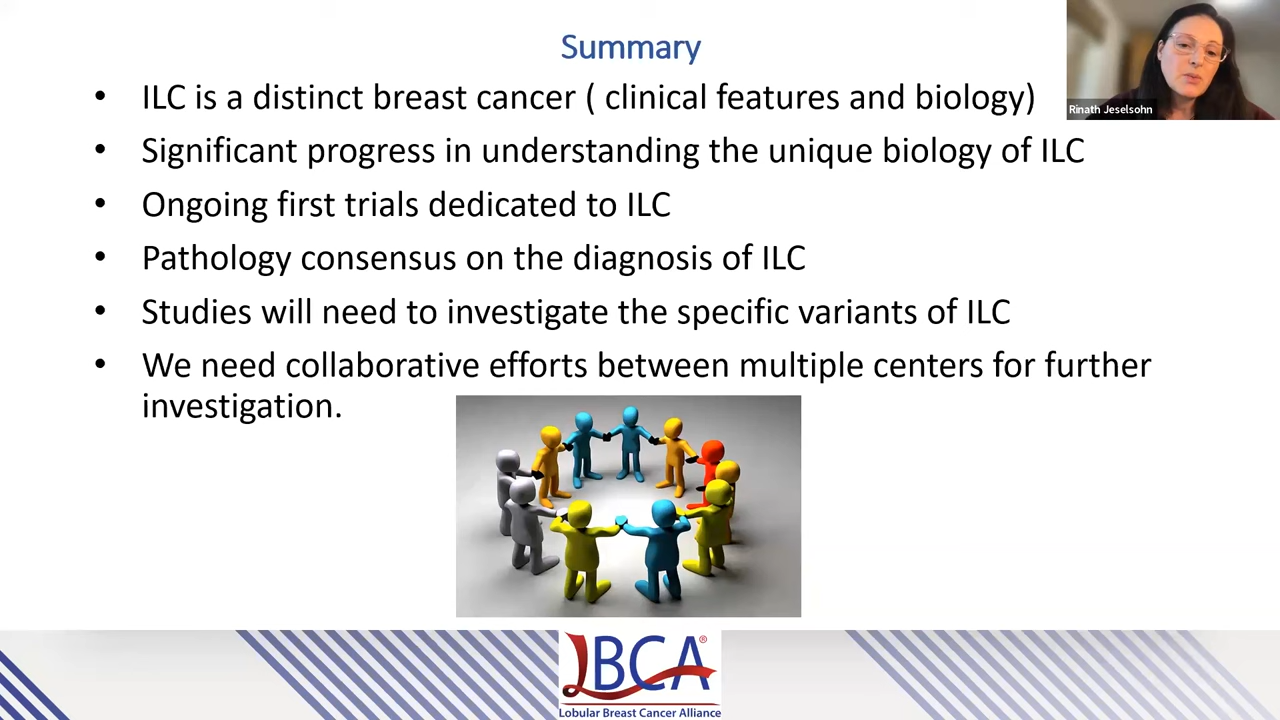 Summary
• ILC is a distinct breast cancer ( clinical features and biology)
• Significant progress in understanding the unique biology of ILC
• Ongoing first trials dedicated to ILC
• Pathology consensus on the diagnosis of ILC
• Studies will need to investigate the specific variants of ILC
• We need collaborative efforts between multiple centers for further
investigation.
Rinath Jeselsohn
LBCA®
Lobular Breast Cancer Alliance